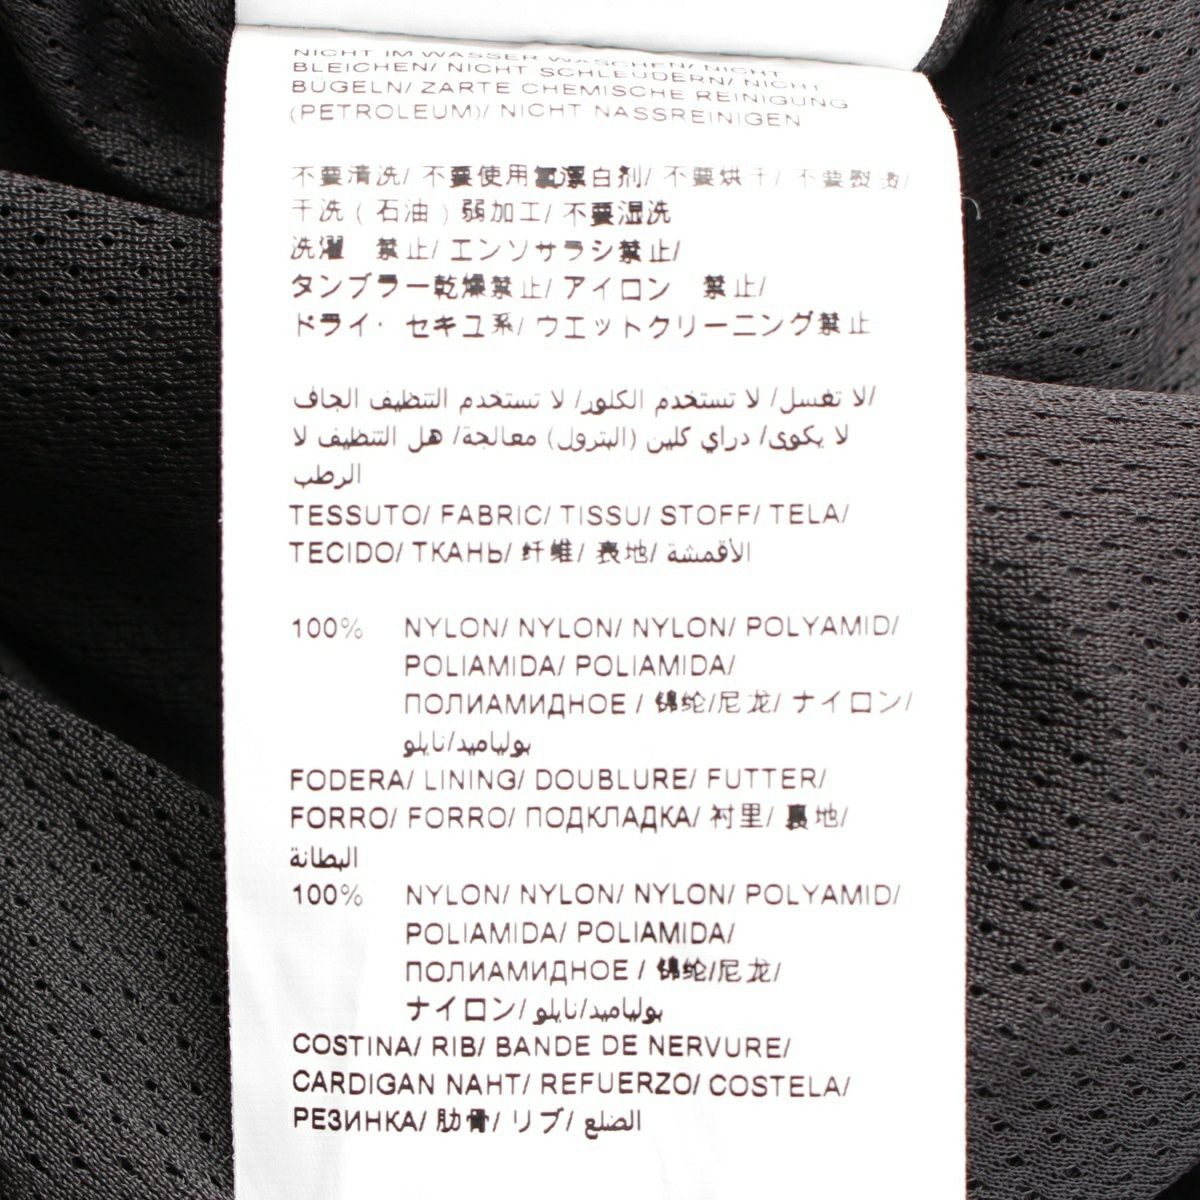 NICHT IM WASSER WASCHEN/ NICHT
BLEICHEN/ NICHT SCHLEUDERN/ NICHT
BÜGELN/ ZARTE CHEMISCHE REINIGUNG
(PETROLEUM)/ NICHT NASSREINIGEN
不要清洗/ 不要使用氯漂白剂/ 不要烘干/ 不要熨烫/
干洗 ( 石油 ) 弱加工/ 不要湿洗
洗濯 禁止/ エンソサラシ禁止/
タンブラー乾燥禁止/ アイロン 禁止/
ドライ· セキユ系/ ウエットクリーニング禁止
لا تغسل/ لا تستخدم الكلور/ لا تستخدم التنظيف الجاف/
لا يكوى/ دراي كلين (البترول) معالجة/ هل التنظيف لا
الرطب
TESSUTO/ FABRIC/ TISSU/ STOFF/ TELA/
TECIDO/ ТКАНЬ/ 纤维/ 表地/ الأقمشة
100% NYLON/ NYLON/ NYLON/ POLYAMID/
POLIAMIDA/ POLIAMIDA/
ПОЛИАМИДНОЕ / 锦纶/尼龙/ ナイロン/
بولياميد/نايلو
FODERA/ LINING/ DOUBLURE/ FUTTER/
FORRO/ FORRO/ ПОДКЛАДКА/ 衬里/ 裏地/
البطانة
100% NYLON/ NYLON/ NYLON/ POLYAMID/
POLIAMIDA/ POLIAMIDA/
ПОЛИАМИДНОЕ / 锦纶/尼龙/
ナイロン/ بولياميد/نايلو
COSTINA/ RIB/ BANDE DE NERVURE/
CARDIGAN NAHT/ REFUERZO/ COSTELA/
РЕЗИНКА/ 肋骨/ リブ/ الضلع